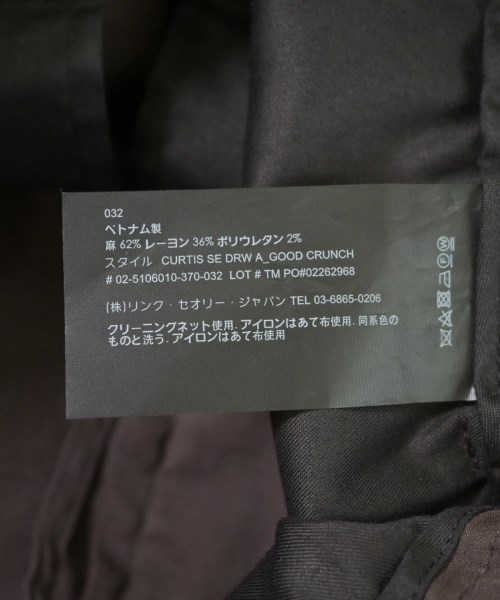 032
ベトナム製
麻 62% レーヨン 36% ポリウレタン 2%
スタイル CURTIS SE DRW A_GOOD CRUNCH
# 02-5106010-370-032 LOT # TM PO#02262968
(株)リンク・セオリー・ジャパン TEL 03-6865-0206
クリーニングネット使用. アイロンはあて布使用. 同系色の
ものと洗う. アイロンはあて布使用